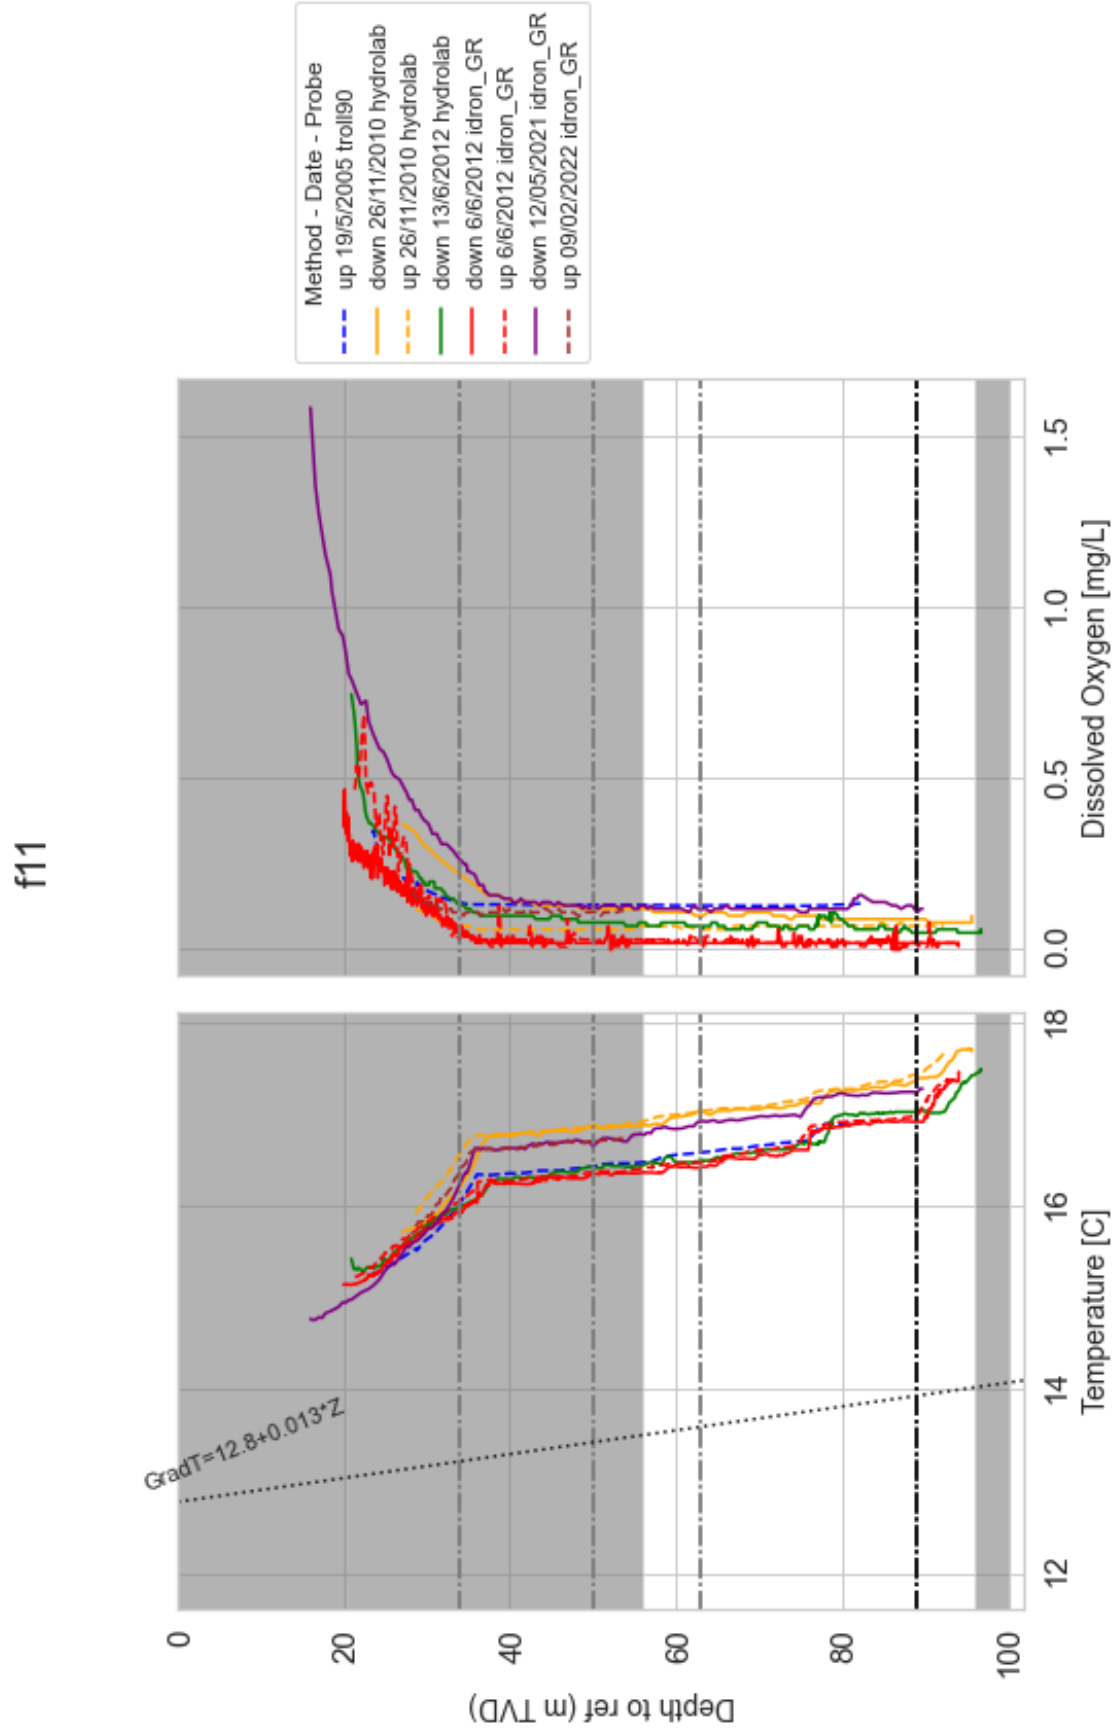 f11
Depth to ref (m TVD)
0
20
40
60
80
100
GradT=12.8+0.013*Z
12
14
16
18
Temperature [C]
0.0
0.5
1.0
1.5
Disssolved Oxygen [mg/L]
Method - Date - Probe
up 19/5/2005 troll90
down 26/11/2010 hydrolab
up 26/11/2010 hydrolab
down 13/6/2012 hydrolab
down 6/6/2012 idron_GR
up 6/6/2012 idron_GR
down 12/05/2021 idron_GR
up 09/02/2022 idron_GR